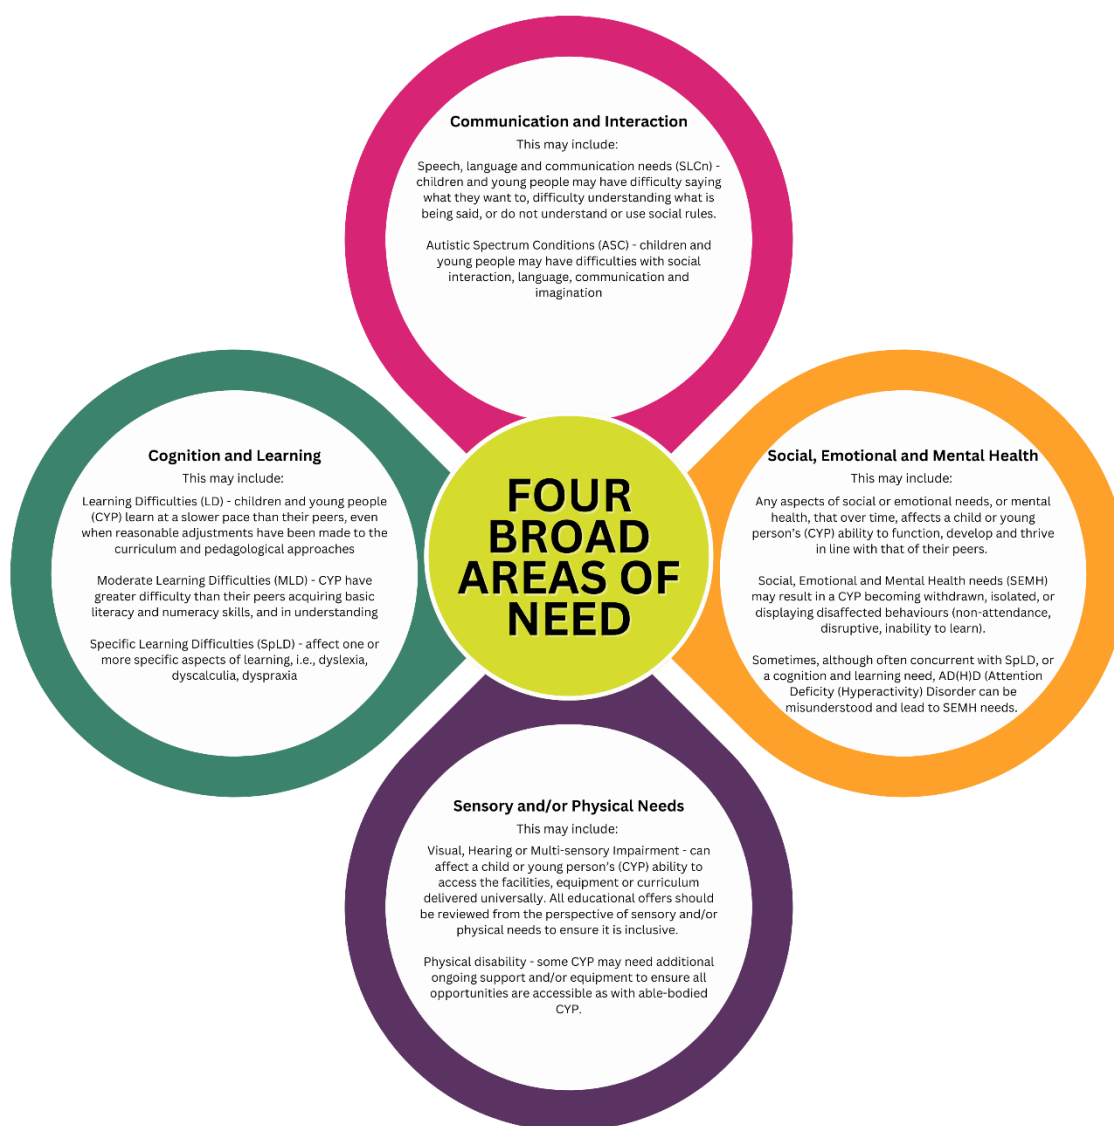 Communication and Interaction
This may include:
Speech, language and communication needs (SLCn) -
children and young people may have difficulty saying
what they want to, difficulty understanding what is
being said, or do not understand or use social rules.
Autistic Spectrum Conditions (ASC) - children and
young people may have difficulties with social
interaction, language, communication and
imagination
Cognition and Learning
This may include:
Learning Difficulties (LD) - children and young people
(CYP) learn at a slower pace than their peers, even
when reasonable adjustments have been made to the
curriculum and pedagological approaches
Moderate Learning Difficulties (MLD) - CYP have
greater difficulty than their peers acquiring basic
literacy and numeracy skills, and in understanding
Specific Learning Difficulties (SpLD) - affect one or
more specific aspects of learning, i.e., dyslexia,
dyscalculia, dyspraxia
FOUR
BROAD
AREAS OF
NEED
Social, Emotional and Mental Health
This may include:
Any aspects of social or emotional needs, or mental
health, that over time, affects a child or young
person's (CYP) ability to function, develop and thrive
in line with that of their peers.
Social, Emotional and Mental Health needs (SEMH)
may result in a CYP becoming withdrawn, isolated, or
displaying disaffected behaviours (non-attendance,
disruptive, inability to learn).
Sometimes, although often concurrent with SpLD, or
a cognition and learning need, AD(H)D (Attention
Deficity (Hyperactivity) Disorder can be
misunderstood and lead to SEMH needs.
Sensory and/or Physical Needs
This may include:
Visual, Hearing or Multi-sensory Impairment - can
affect a child or young person's (CYP) ability to
access the facilities, equipment or curriculum
delivered universally. All educational offers should
be reviewed from the perspective of sensory and/or
physical needs to ensure it is inclusive.
Physical disability - some CYP may need additional
ongoing support and/or equipment to ensure all
opportunities are accessible as with able-bodied
CYP.